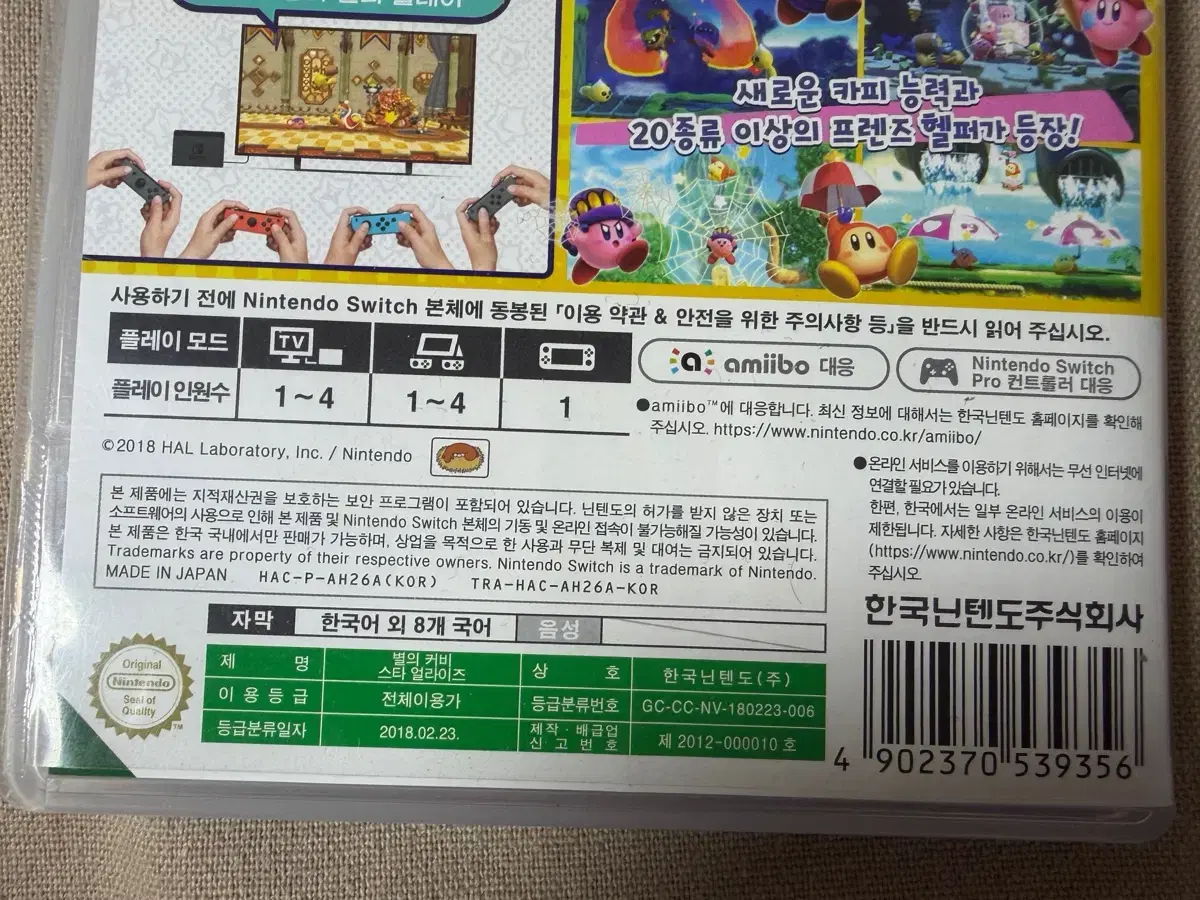 플레이
새로운 카피 능력과
20종류 이상의 프렌즈 헬퍼가 등장!
사용하기 전에 Nintendo Switch 본체에 동봉된 「이용 약관 & 안전을 위한 주의사항 등」을 반드시 읽어 주십시오.
플레이 모드 TV
플레이 인원수 1~4 1~4 1
amiibo 대응
Nintendo Switch
Pro 컨트롤러 대응
●amiibo™에 대응합니다. 최신 정보에 대해서는 한국닌텐도 홈페이지를 확인해
주십시오. https://www.nintendo.co.kr/amiibo/
©2018 HAL Laboratory, Inc. / Nintendo
●온라인 서비스를 이용하기 위해서는 무선 인터넷에
연결할 필요가 있습니다.
한편, 한국에서는 일부 온라인 서비스의 이용이
제한됩니다. 자세한 사항은 한국닌텐도 홈페이지
(https://www.nintendo.co.kr/)를 확인하여
주십시오.
본 제품에는 지적재산권을 보호하는 보안 프로그램이 포함되어 있습니다. 닌텐도의 허가를 받지 않은 장치 또는
소프트웨어의 사용으로 인해 본 제품 및 Nintendo Switch 본체의 기동 및 온라인 접속이 불가능해질 가능성이 있습니다.
본 제품은 한국 국내에서만 판매가 가능하며, 상업을 목적으로 한 사용과 무단 복제 및 대여는 금지되어 있습니다.
Trademarks are property of their respective owners. Nintendo Switch is a trademark of Nintendo.
MADE IN JAPAN HAC-P-AH26A(KOR) TRA-HAC-AH26A-KOR
한국닌텐도주식회사
자막 한국어 외 8개 국어 음성
Original
Nintendo
Seal of
Quality
TM
제 명 별의 커비
스타 얼라이즈 상 호 한국닌텐도(주)
이용등급 전체이용가 등급분류번호 GC-CC-NV-180223-006
등급분류일자 2018.02.23. 제작·배급업
신고번호 제 2012-000010 호
4 902370 539356